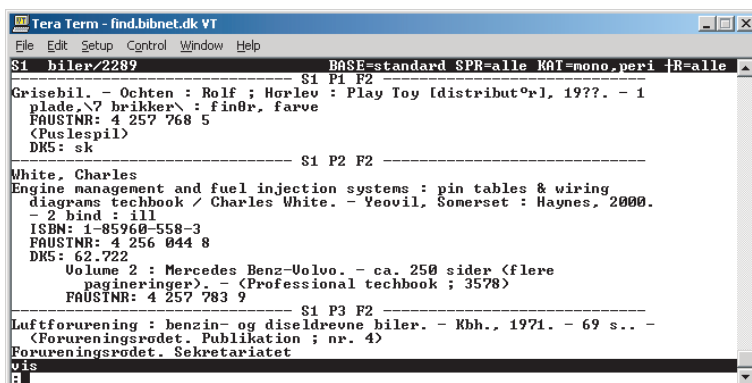 Tera Term - find.bibnet.dk VT
File Edit Setup Control Window Help
S1 biler/2289 BASE=standard SPR=alle KAT=mono,peri ┤R=alle
------------------------------ S1 P1 F2 ------------------------------
Grisebil. - Ochten : Rolf ; Hσrlev : Play Toy [distributºr], 19??. - 1
plade,\7 brikker\ : finθr, farve
FAUSTNR: 4 257 768 5
(Puslespil)
DK5: sk
------------------------------ S1 P2 F2 ------------------------------
White, Charles
Engine management and fuel injection systems : pin tables & wiring
diagrams techbook / Charles White. - Yeovil, Somerset : Haynes, 2000.
- 2 bind : ill
ISBN: 1-85960-558-3
FAUSTNR: 4 256 044 8
DK5: 62.722
Volume 2 : Mercedes Benz-Volvo. - ca. 250 sider (flere
pagineringer). - (Professional techbook ; 3578)
FAUSTNR: 4 257 783 9
------------------------------ S1 P3 F2 ------------------------------
Luftforurening : benzin- og diseldrevne biler. - Kbh., 1971. - 69 s.. -
(Forureningsrσdet. Publikation ; nr. 4)
Forureningsrσdet. Sekretariatet
vis
: